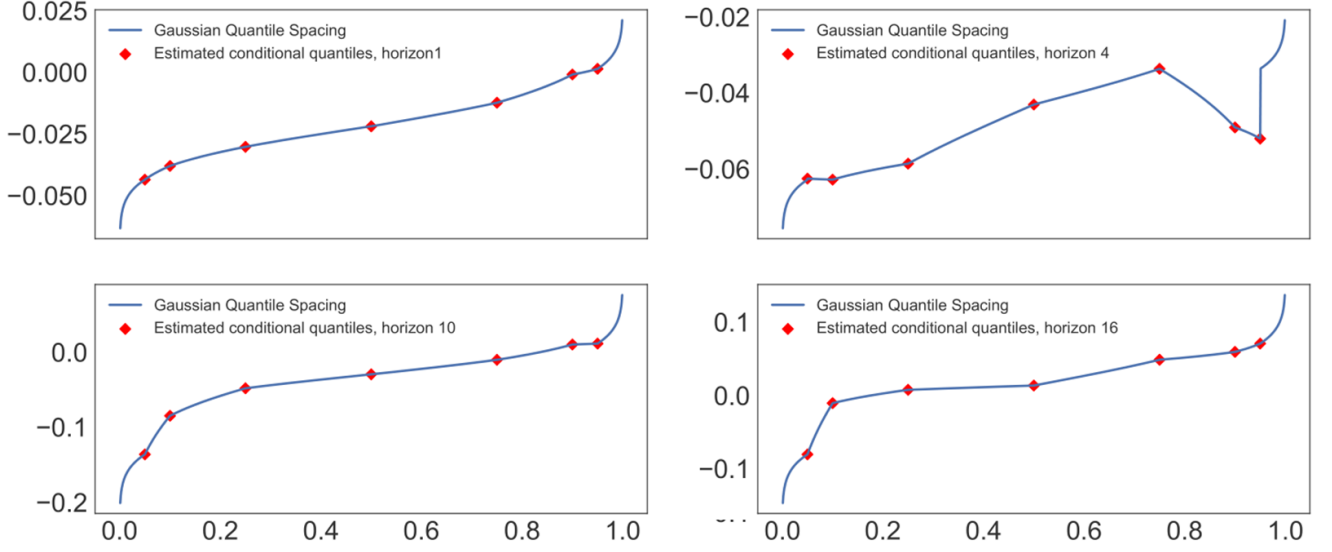 0.025
0.000
−0.025
−0.050
Gaussian Quantile Spacing
Estimated conditional quantiles, horizon1
−0.02
−0.04
−0.06
Gaussian Quantile Spacing
Estimated conditional quantiles, horizon 4
0.0
−0.1
−0.2
Gaussian Quantile Spacing
Estimated conditional quantiles, horizon 10
0.0 0.2 0.4 0.6 0.8 1.0
0.1
0.0
−0.1
Gaussian Quantile Spacing
Estimated conditional quantiles, horizon 16
0.0 0.2 0.4 0.6 0.8 1.0